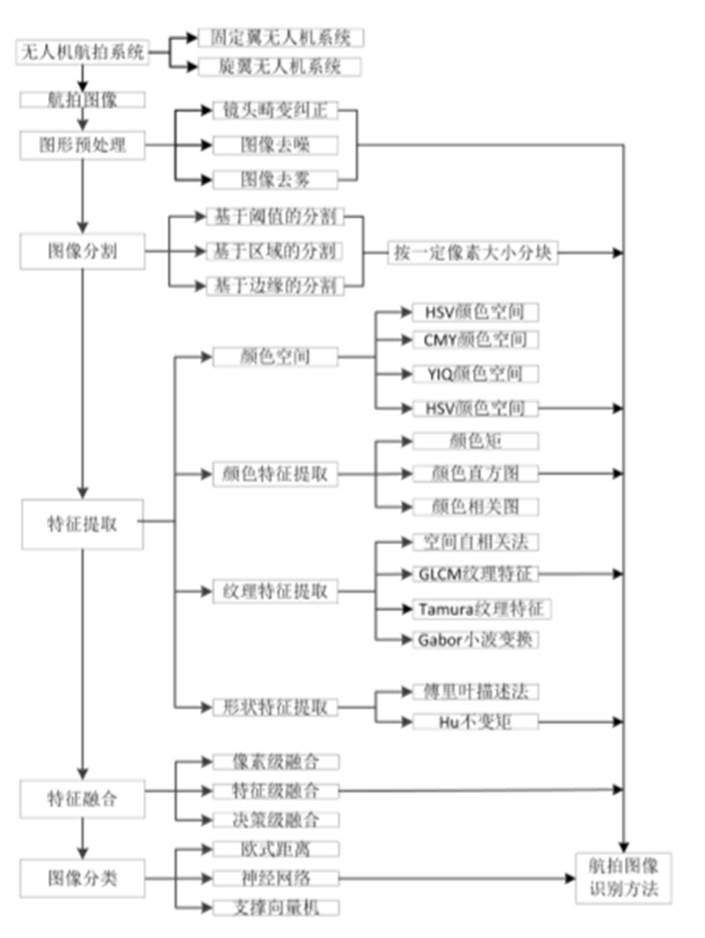 无人机航拍系统
固定翼无人机系统
旋翼无人机系统
航拍图像
图形预处理
镜头畸变纠正
图像去噪
图像去雾
图像分割
基于阈值的分割
基于区域的分割
基于边缘的分割
按一定像素大小分块
特征提取
颜色空间
HSV颜色空间
CMY颜色空间
YIQ颜色空间
HSV颜色空间
颜色特征提取
颜色矩
颜色直方图
颜色相关图
纹理特征提取
空间自相关法
GLCM纹理特征
Tamura纹理特征
Gabor小波变换
形状特征提取
傅里叶描述法
Hu不变矩
特征融合
像素级融合
特征级融合
决策级融合
图像分类
欧式距离
神经网络
支撑向量机
航拍图像
识别方法